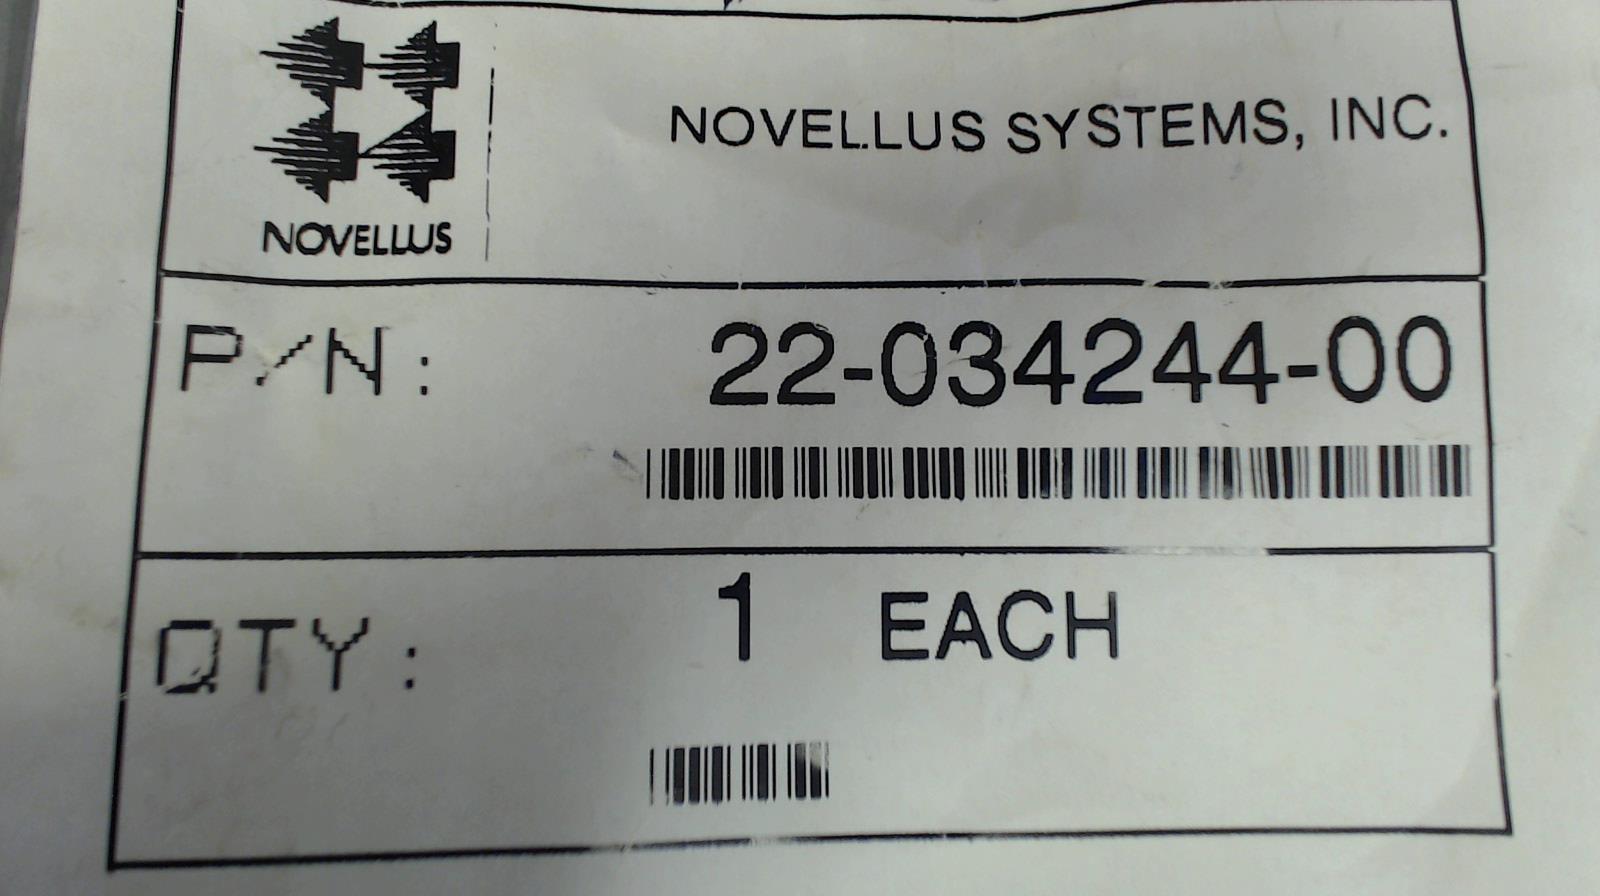 NOVELLUS SYSTEMS, INC.
NOVELLUS
P/N: 22-034244-00
QTY: 1 EACH